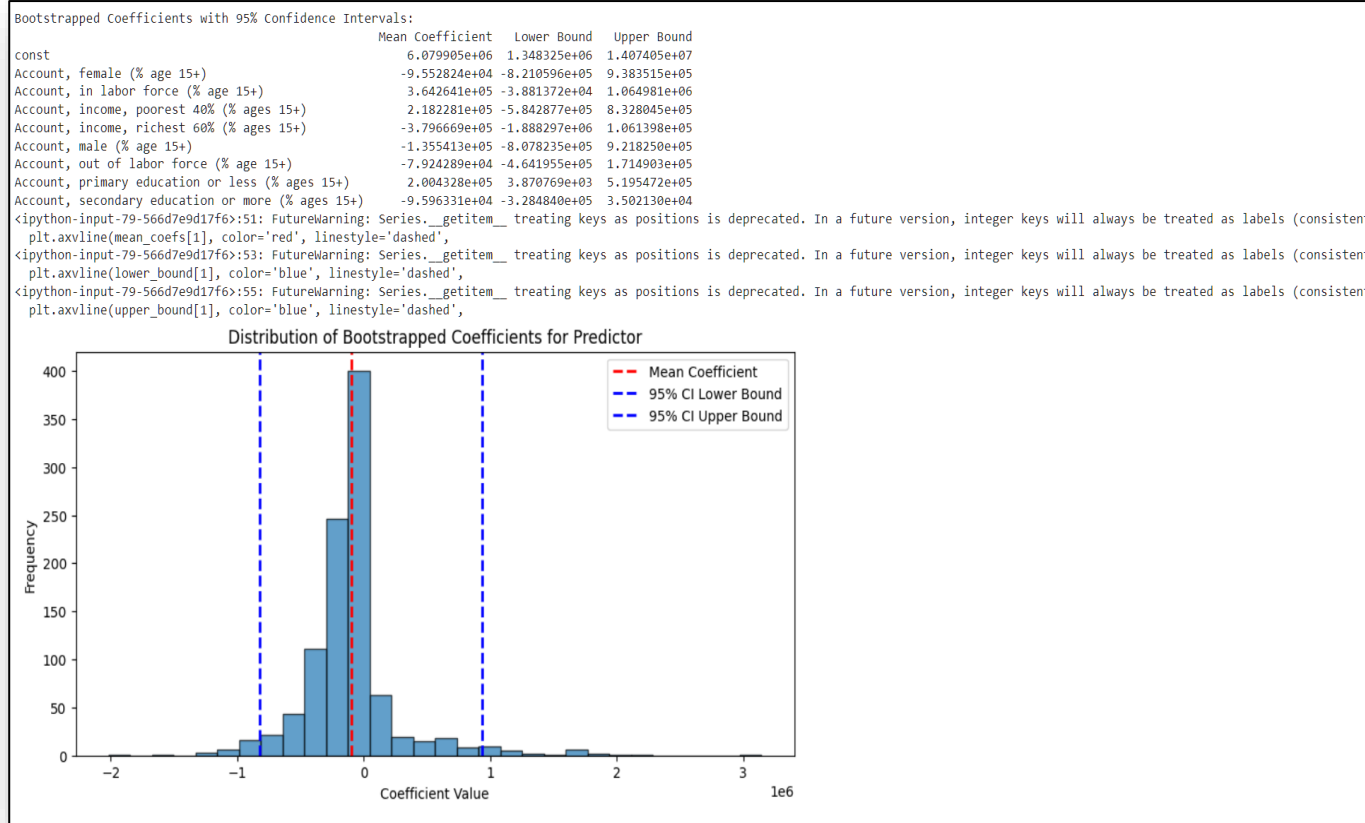 Bootstrapped Coefficients with 95% Confidence Intervals:
Mean Coefficient Lower Bound Upper Bound
const 6.079905e+06 1.348325e+06 1.407405e+07
Account, female (% age 15+) -9.552824e+04 -8.210596e+05 9.383515e+05
Account, in labor force (% age 15+) 3.642641e+05 -3.881372e+04 1.064981e+06
Account, income, poorest 40% (% ages 15+) 2.182281e+05 -5.842877e+05 8.328045e+05
Account, income, richest 60% (% ages 15+) -3.796669e+05 -1.888297e+06 1.061398e+05
Account, male (% age 15+) -1.355413e+05 -8.078235e+05 9.218250e+05
Account, out of labor force (% age 15+) -7.924289e+04 -4.641955e+05 1.714903e+05
Account, primary education or less (% ages 15+) 2.004328e+05 3.870769e+03 5.195472e+05
Account, secondary education or more (% ages 15+) -9.596331e+04 -3.284840e+05 3.502130e+04
<ipython-input-79-566d7e9d17f6>:51: FutureWarning: Series.__getitem__ treating keys as positions is deprecated. In a future version, integer keys will always be treated as labels (consistent
plt.axvline(mean_coefs[1], color='red', linestyle='dashed',
<ipython-input-79-566d7e9d17f6>:53: FutureWarning: Series.__getitem__ treating keys as positions is deprecated. In a future version, integer keys will always be treated as labels (consistent
plt.axvline(lower_bound[1], color='blue', linestyle='dashed',
<ipython-input-79-566d7e9d17f6>:55: FutureWarning: Series.__getitem__ treating keys as positions is deprecated. In a future version, integer keys will always be treated as labels (consistent
plt.axvline(upper_bound[1], color='blue', linestyle='dashed',
Distribution of Bootstrapped Coefficients for Predictor
Mean Coefficient
95% CI Lower Bound
95% CI Upper Bound
Frequency
400
350
300
250
200
150
100
50
0
−2 −1 0 1 2 3
1e6
Coefficient Value